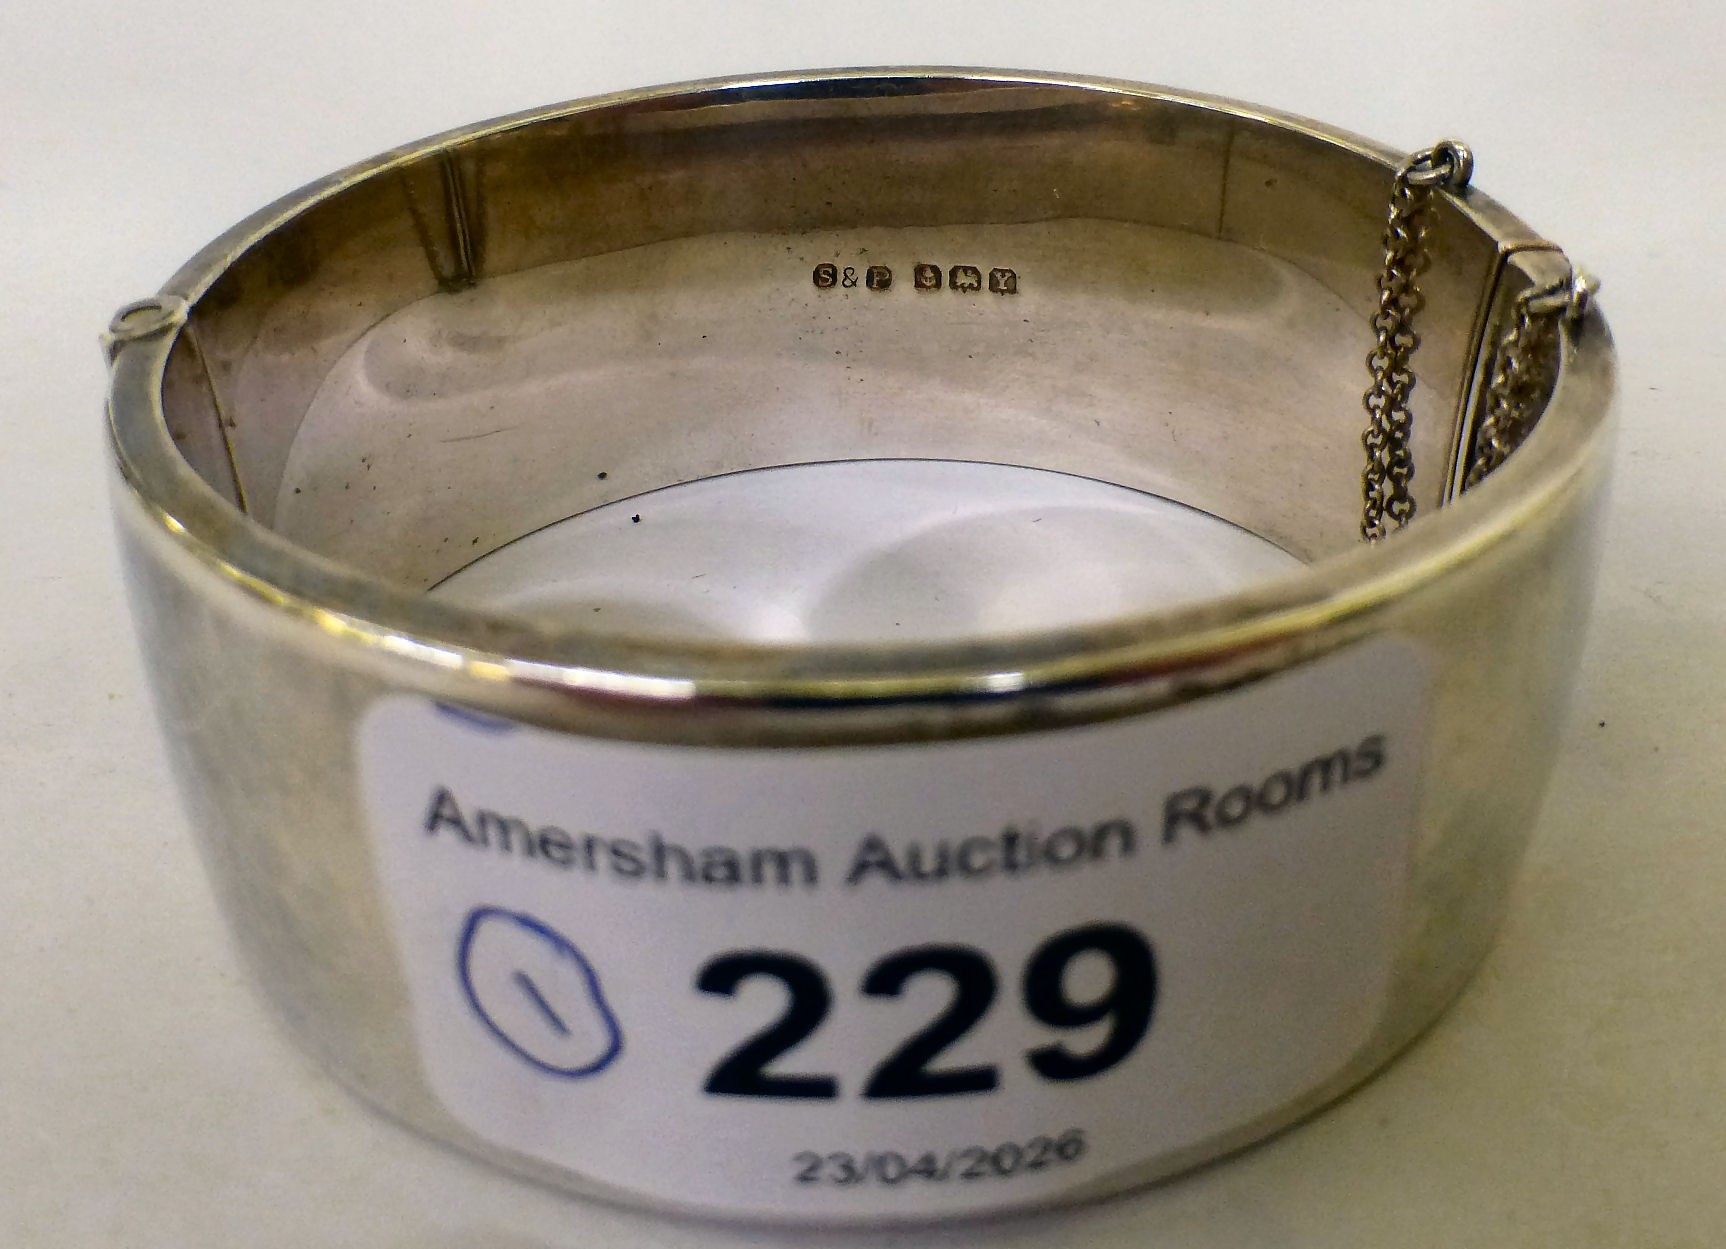 S & P Y
Amersham Auction Rooms
1 229
23/04/2026